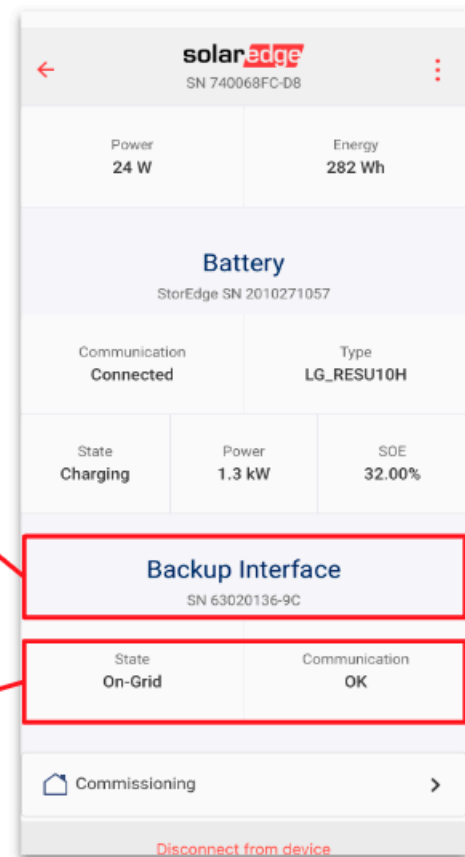 solaredge
SN 740068FC-D8
Power
24 W
Energy
282 Wh
Battery
StorEdge SN 2010271057
Communication
Connected
Type
LG_RESU10H
State
Charging
Power
1.3 kW
SOE
32.00%
Backup Interface
SN 63020136-9C
State
On-Grid
Communication
OK
Commissioning
Disconnect from device